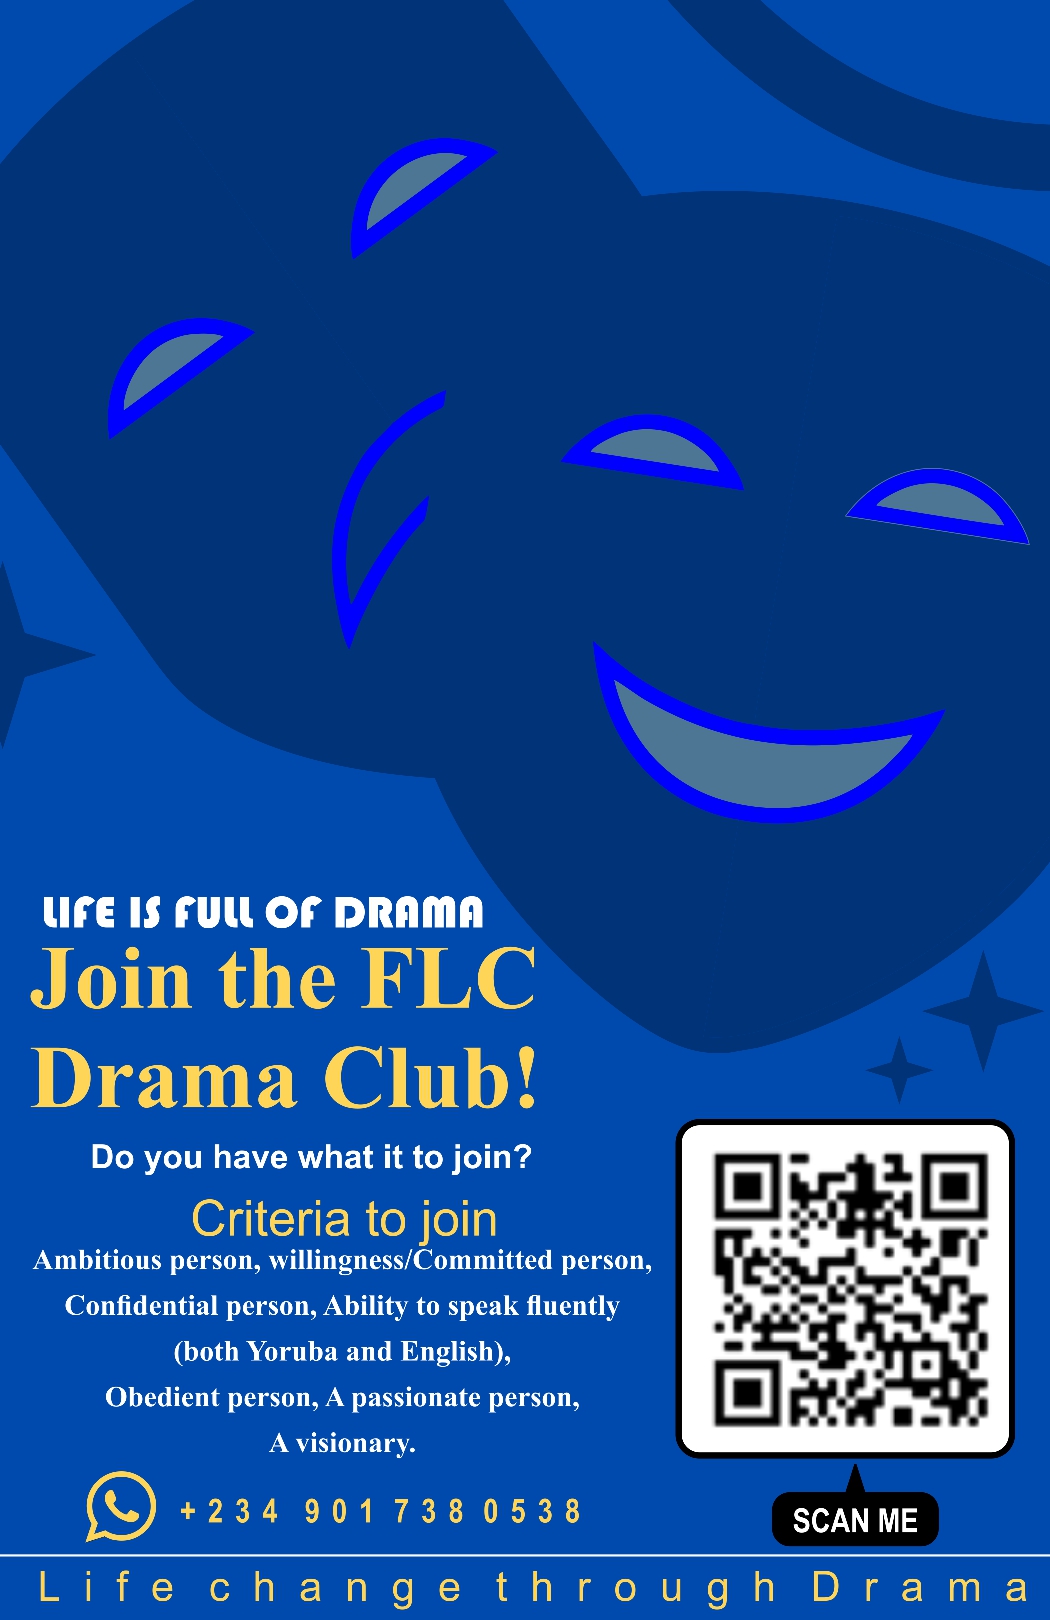 LIFE IS FULL OF DRAMA
Join the FLC
Drama Club!
Do you have what it to join?
Criteria to join
Ambitious person, willingness/Committed person,
Confidential person, Ability to speak fluently
(both Yoruba and English),
Obedient person, A passionate person,
A visionary.
+234 901 738 0538
SCAN ME
Life change through Drama